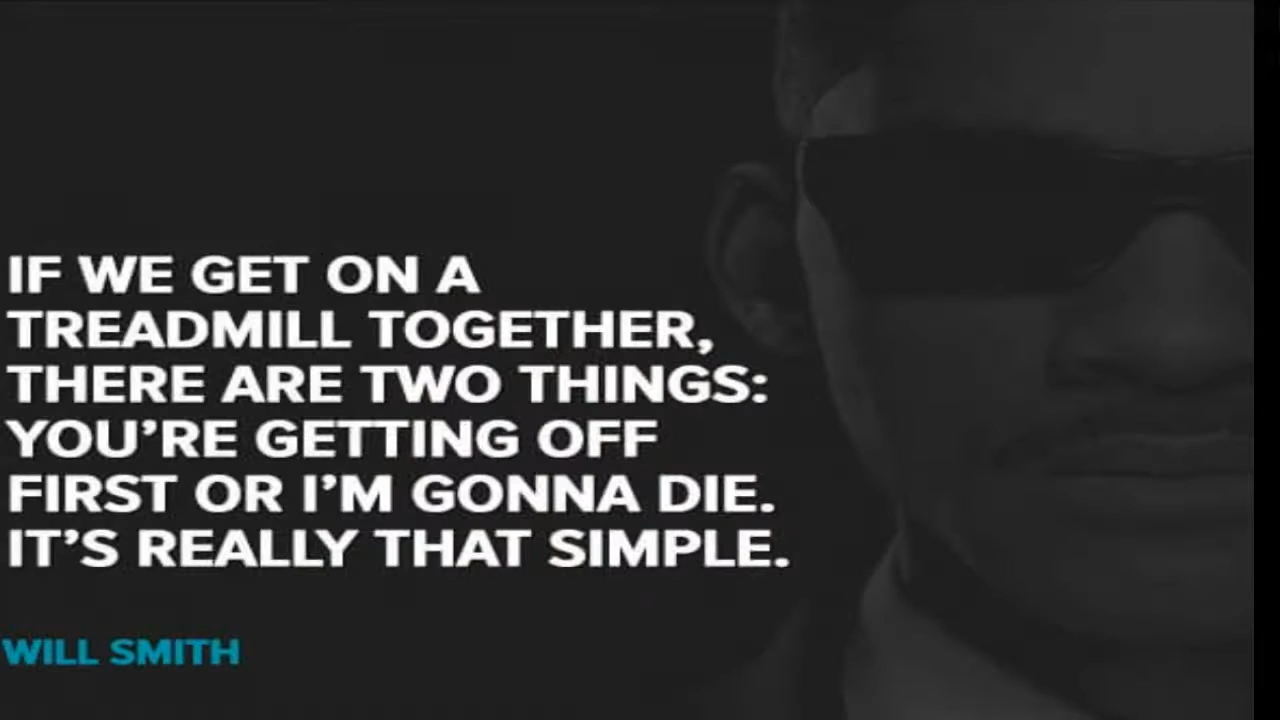 IF WE GET ON A
TREADMILL TOGETHER,
THERE ARE TWO THINGS:
YOU’RE GETTING OFF
FIRST OR I’M GONNA DIE.
IT’S REALLY THAT SIMPLE.
WILL SMITH